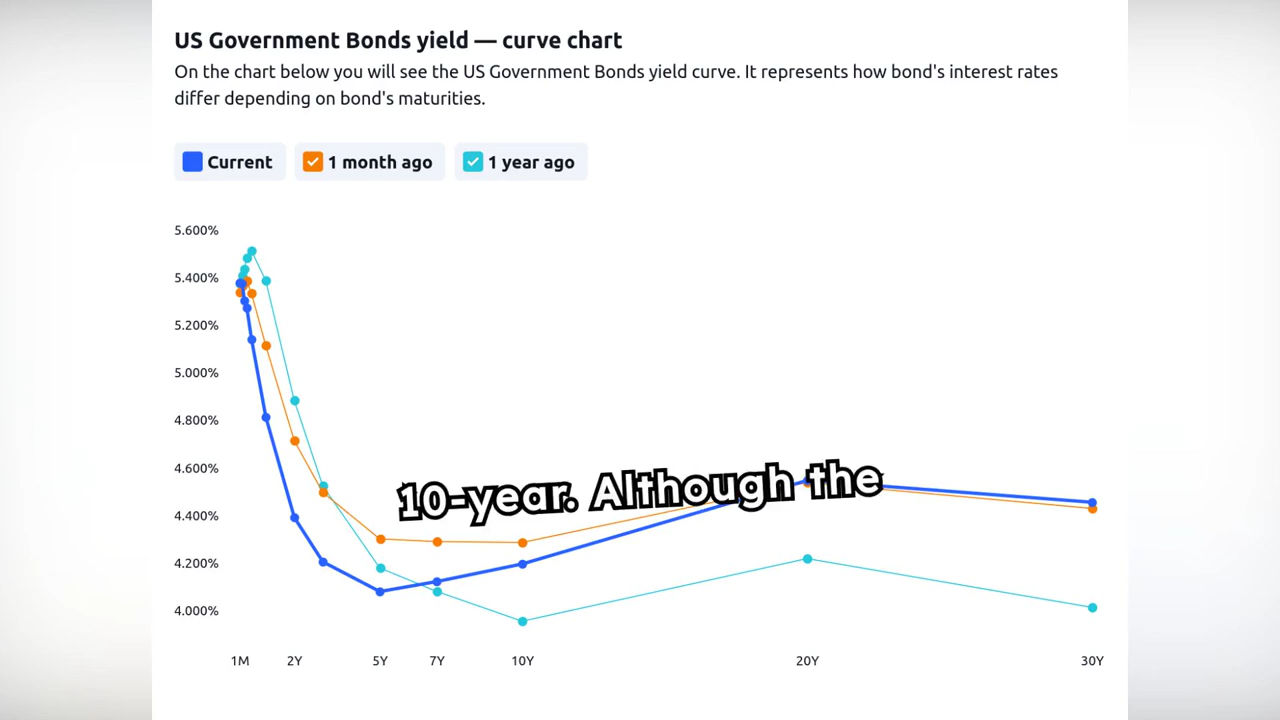 US Government Bonds yield — curve chart
On the chart below you will see the US Government Bonds yield curve. It represents how bond's interest rates
differ depending on bond's maturities.
Current
1 month ago
1 year ago
5.600%
5.400%
5.200%
5.000%
4.800%
4.600%
4.400%
4.200%
4.000%
10-year. Although the
1M 2Y 5Y 7Y 10Y 20Y 30Y